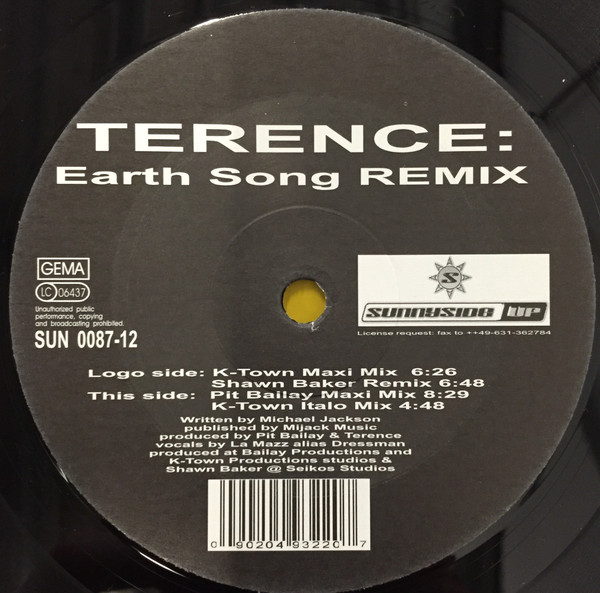 TERENCE:
Earth Song REMIX
GEMA
LC 06437
Unauthorized public
performance, copying
and broadcasting prohibited.
SUN 0087-12
S
SUNNYSIDE UP
License request: fax to ++49-631-362784
Logo side: K-Town Maxi Mix 6:26
Shawn Baker Remix 6:48
This side: Pit Bailay Maxi Mix 8:29
K-Town Italo Mix 4:48
Written by Michael Jackson
published by Mijack Music
produced by Pit Bailay & Terence
vocals by La Mazz alias Dressman
produced at Bailay Productions and
K-Town Productions studios &
Shawn Baker @ Seikos Studios
0 90204 93220 7